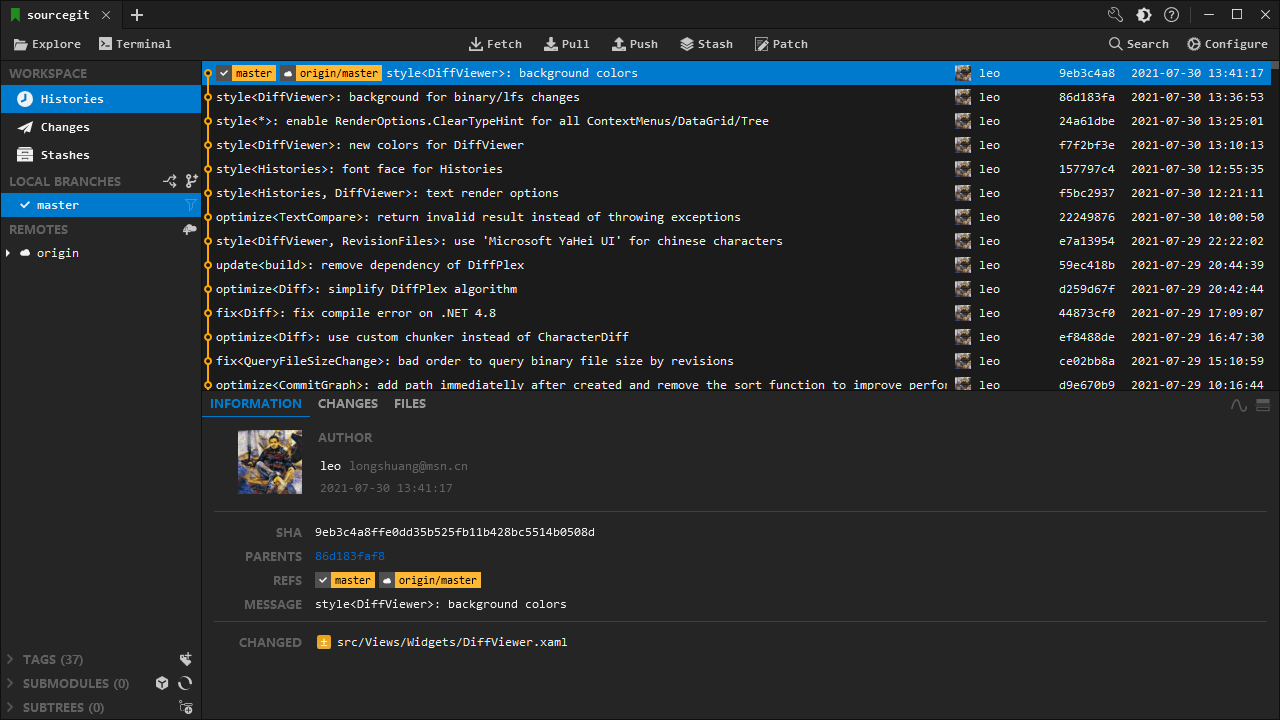 sourcegit
Explore Terminal Fetch Pull Push Stash Patch Search Configure
WORKSPACE
Histories
Changes
Stashes
LOCAL BRANCHES
master
REMOTES
origin
master origin/master style<DiffViewer>: background colors leo 9eb3c4a8 2021-07-30 13:41:17
style<DiffViewer>: background for binary/lfs changes leo 86d183fa 2021-07-30 13:36:53
style<*>: enable RenderOptions.ClearTypeHint for all ContextMenus/DataGrid/Tree leo 24a61dbe 2021-07-30 13:25:01
style<DiffViewer>: new colors for DiffViewer leo f7f2bf3e 2021-07-30 13:10:13
style<Histories>: font face for Histories leo 157797c4 2021-07-30 12:55:35
style<Histories, DiffViewer>: text render options leo f5bc2937 2021-07-30 12:21:11
optimize<TextCompare>: return invalid result instead of throwing exceptions leo 22249876 2021-07-30 10:00:50
style<DiffViewer, RevisionFiles>: use 'Microsoft YaHei UI' for chinese characters leo e7a13954 2021-07-29 22:22:02
update<build>: remove dependency of DiffPlex leo 59ec418b 2021-07-29 20:44:39
optimize<Diff>: simplify DiffPlex algorithm leo d259d67f 2021-07-29 20:42:44
fix<Diff>: fix compile error on .NET 4.8 leo 44873cf0 2021-07-29 17:09:07
optimize<Diff>: use custom chunker instead of CharacterDiff leo ef8488de 2021-07-29 16:47:30
fix<QueryFileSizeChange>: bad order to query binary file size by revisions leo ce02bb8a 2021-07-29 15:10:59
optimize<CommitGraph>: add path immediatelly after created and remove the sort function to improve perfor leo d9e670b9 2021-07-29 10:16:44
INFORMATION CHANGES FILES
AUTHOR
leo longshuang@msn.cn
2021-07-30 13:41:17
SHA 9eb3c4a8ffe0dd35b525fb11b428bc5514b0508d
PARENTS 86d183faf8
REFS master origin/master
MESSAGE style<DiffViewer>: background colors
CHANGED src/Views/Widgets/DiffViewer.xaml
TAGS (37)
SUBMODULES (0)
SUBTREES (0)